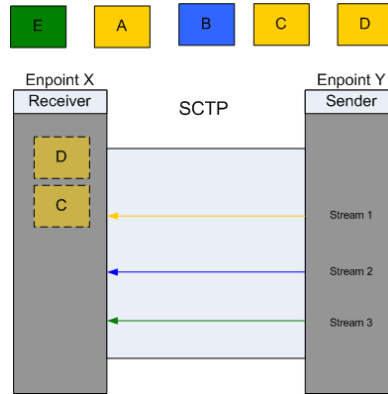 E A B C D
Enpoint X Enpoint Y
Receiver SCTP Sender
D
C
Stream 1
Stream 2
Stream 3